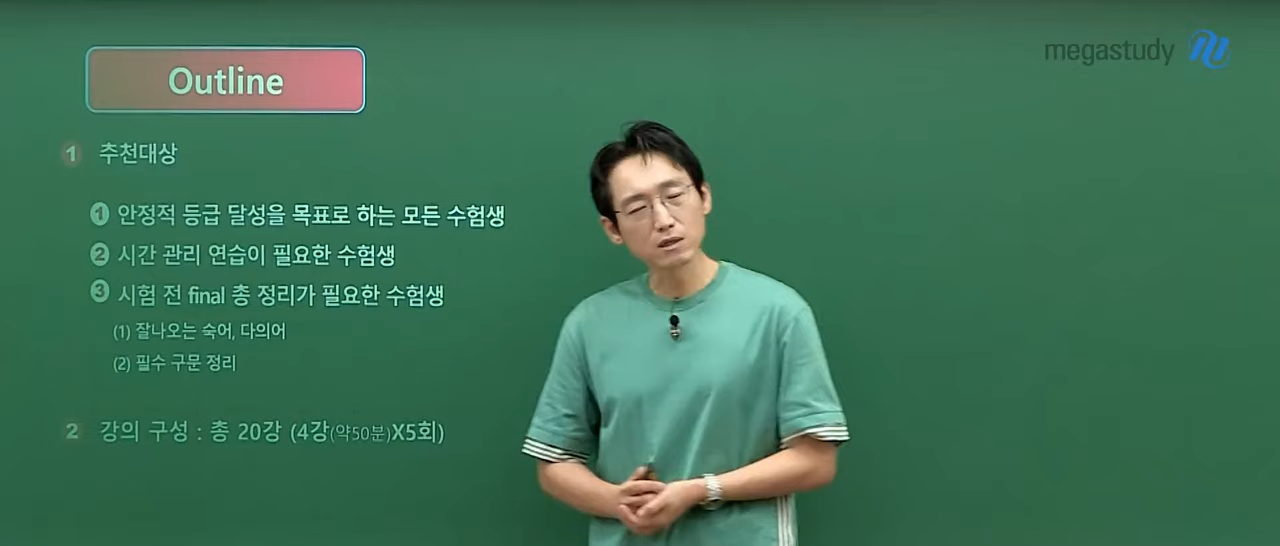 megastudy
Outline
1 추천대상
1 안정적 등급 달성을 목표로 하는 모든 수험생
2 시간 관리 연습이 필요한 수험생
3 시험 전 final 총 정리가 필요한 수험생
(1) 잘나오는 숙어, 다의어
(2) 필수 구문 정리
2 강의 구성 : 총 20강 (4강(약50분)X5회)